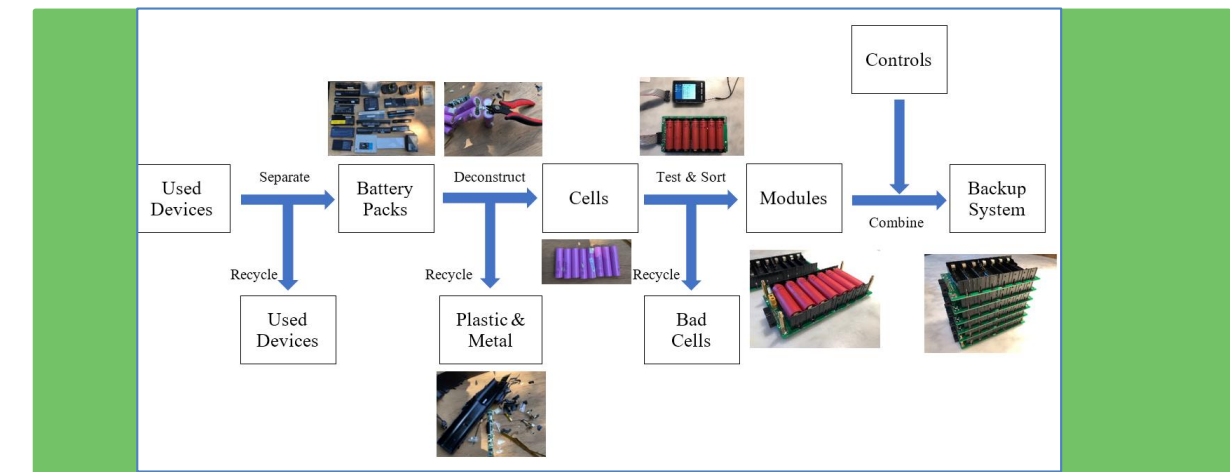 Controls
Used
Devices
Separate
Battery
Packs
Deconstruct
Cells
Test & Sort
Modules
Combine
Backup
System
Recycle
Recycle
Recycle
Used
Devices
Plastic &
Metal
Bad
Cells